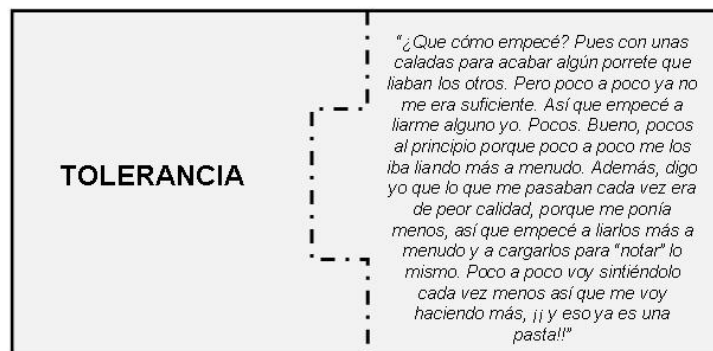 TOLERANCIA
“¿Que cómo empecé? Pues con unas
caladas para acabar algún porrete que
liaban los otros. Pero poco a poco ya no
me era suficiente. Así que empecé a
liarme alguno yo. Pocos. Bueno, pocos
al principio porque poco a poco me los
iba liando más a menudo. Además, digo
yo que lo que me pasaban cada vez era
de peor calidad, porque me ponía
menos, así que empecé a liarlos más a
menudo y a cargarlos para “notar” lo
mismo. Poco a poco voy sintiéndolo
cada vez menos así que me voy
haciendo más, ¡¡ y eso ya es una
pasta!!”